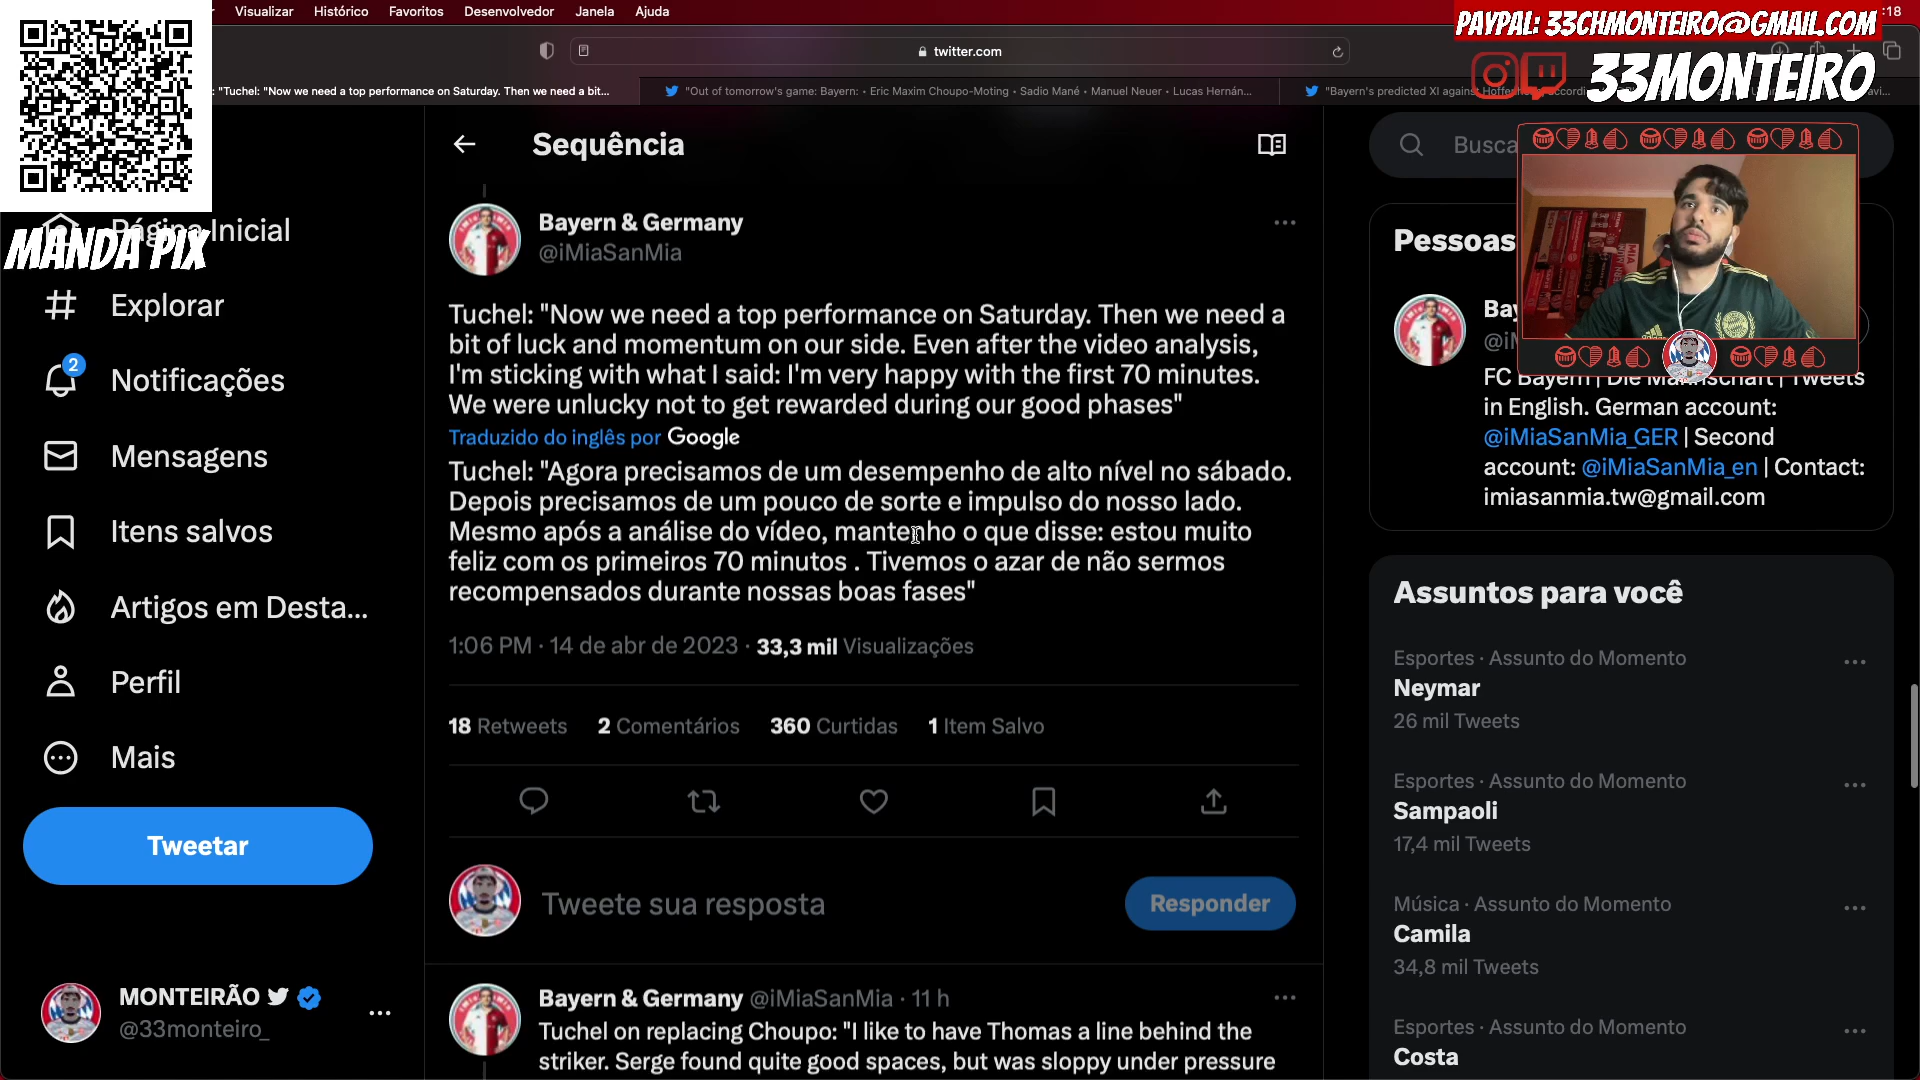 Visualizar Histórico Favoritos Desenvolvedor Janela Ajuda
:18
PAYPAL: 33CHMONTEIRO@GMAIL.COM
twitter.com
33MONTEIRO
: "Tuchel: "Now we need a top performance on Saturday. Then we need a bit...
"Out of tomorrow's game: Bayern: • Eric Maxim Choupo-Moting • Sadio Mané • Manuel Neuer • Lucas Hernán...
"Bayern's predicted XI against Hoffenh
MANDA PIX
Página Inicial
Explorar
2
Notificações
Mensagens
Itens salvos
Artigos em Desta...
Perfil
Mais
Tweetar
MONTEIRÃO
@33monteiro_
Sequência
Bayern & Germany
@iMiaSanMia
Tuchel: "Now we need a top performance on Saturday. Then we need a
bit of luck and momentum on our side. Even after the video analysis,
I'm sticking with what I said: I'm very happy with the first 70 minutes.
We were unlucky not to get rewarded during our good phases"
Traduzido do inglês por Google
Tuchel: "Agora precisamos de um desempenho de alto nível no sábado.
Depois precisamos de um pouco de sorte e impulso do nosso lado.
Mesmo após a análise do vídeo, mantenho o que disse: estou muito
feliz com os primeiros 70 minutos . Tivemos o azar de não sermos
recompensados durante nossas boas fases"
1:06 PM · 14 de abr de 2023 · 33,3 mil Visualizações
18 Retweets 2 Comentários 360 Curtidas 1 Item Salvo
Tweete sua resposta
Responder
Bayern & Germany @iMiaSanMia · 11 h
Tuchel on replacing Choupo: "I like to have Thomas a line behind the
striker. Serge found quite good spaces, but was sloppy under pressure
Busca
Pessoas
Bay
@iM
FC Bayern | Die Mannschaft | Tweets
in English. German account:
@iMiaSanMia_GER | Second
account: @iMiaSanMia_en | Contact:
imiasanmia.tw@gmail.com
Assuntos para você
Esportes · Assunto do Momento
Neymar
26 mil Tweets
Esportes · Assunto do Momento
Sampaoli
17,4 mil Tweets
Música · Assunto do Momento
Camila
34,8 mil Tweets
Esportes · Assunto do Momento
Costa